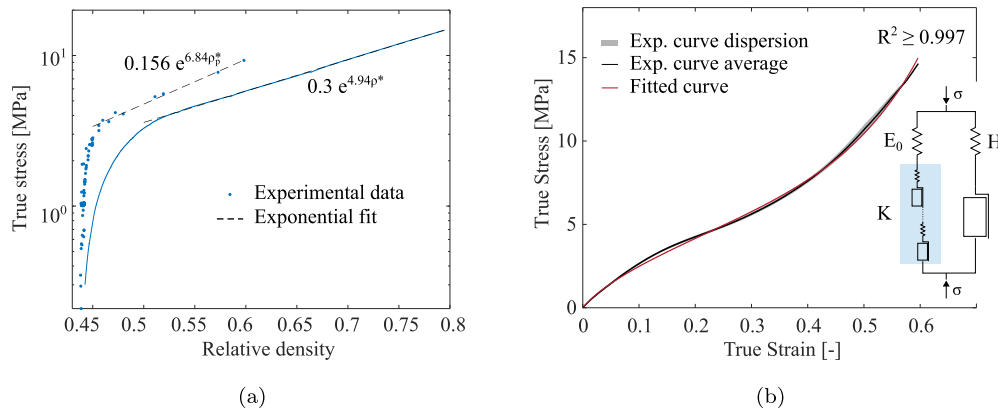 True stress [MPa]
10¹
10⁰
0.156 e^6.84ρ*ₚ
0.3 e^4.94ρ*
Experimental data
Exponential fit
0.45 0.5 0.55 0.6 0.65 0.7 0.75 0.8
Relative density
(a)
True Stress [MPa]
15
10
5
0
Exp. curve dispersion
Exp. curve average
Fitted curve
R² ≥ 0.997
σ
E₀
H
K
σ
0 0.1 0.2 0.3 0.4 0.5 0.6
True Strain [-]
(b)